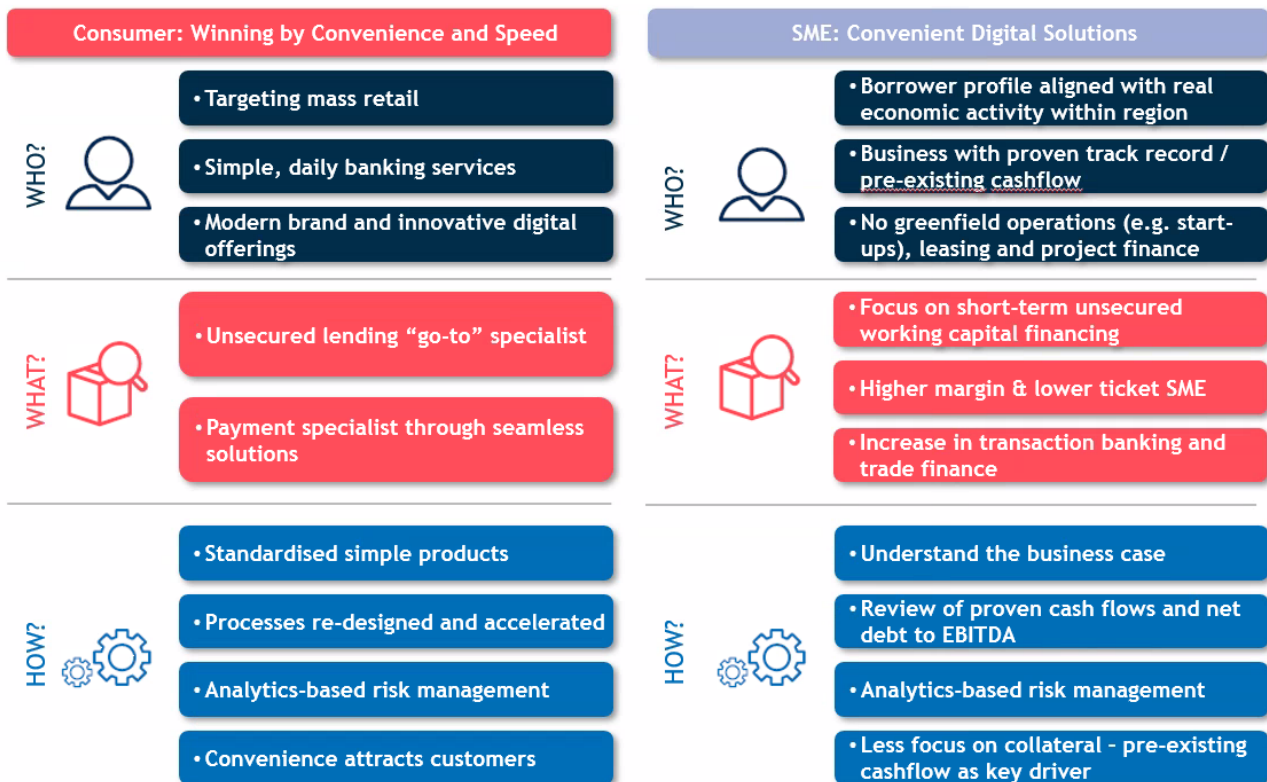 Consumer: Winning by Convenience and Speed
WHO?
• Targeting mass retail
• Simple, daily banking services
• Modern brand and innovative digital
offerings
WHAT?
• Unsecured lending “go-to” specialist
• Payment specialist through seamless
solutions
HOW?
• Standardised simple products
• Processes re-designed and accelerated
• Analytics-based risk management
• Convenience attracts customers
SME: Convenient Digital Solutions
WHO?
• Borrower profile aligned with real
economic activity within region
• Business with proven track record /
pre-existing cashflow
• No greenfield operations (e.g. start-
ups), leasing and project finance
WHAT?
• Focus on short-term unsecured
working capital financing
• Higher margin & lower ticket SME
• Increase in transaction banking and
trade finance
HOW?
• Understand the business case
• Review of proven cash flows and net
debt to EBITDA
• Analytics-based risk management
• Less focus on collateral – pre-existing
cashflow as key driver